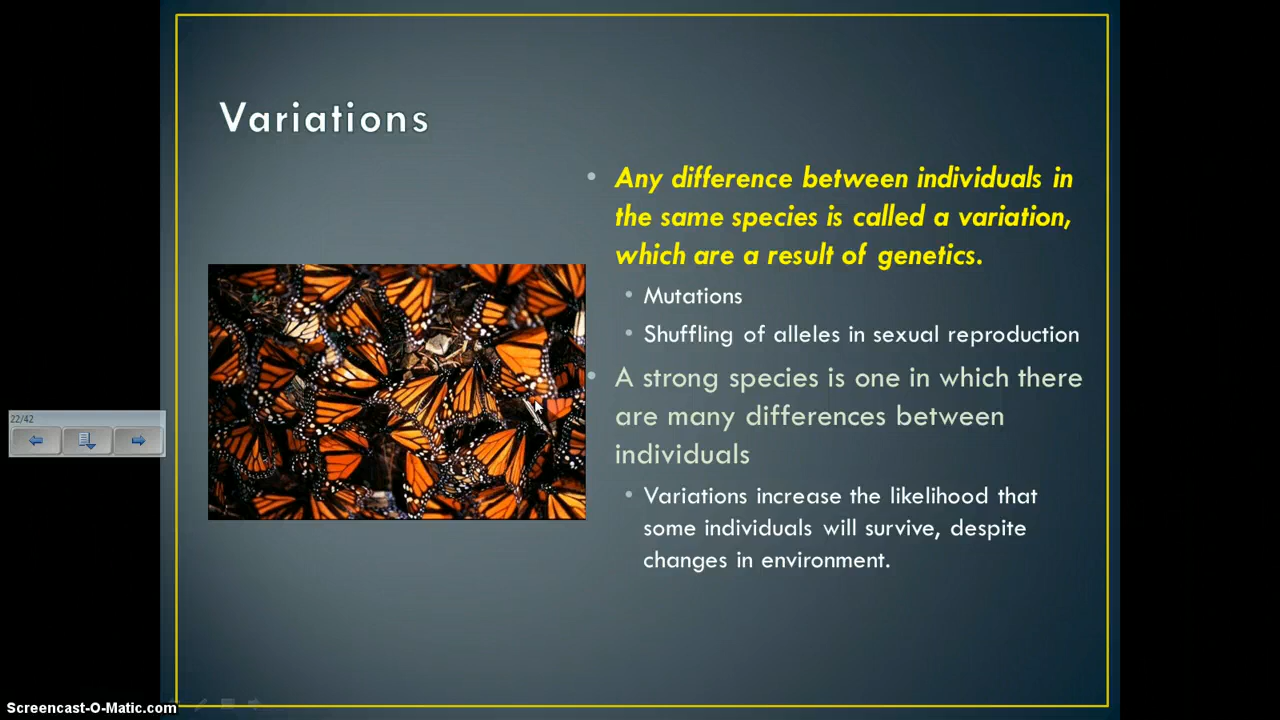 Variations
• Any difference between individuals in
the same species is called a variation,
which are a result of genetics.
• Mutations
• Shuffling of alleles in sexual reproduction
• A strong species is one in which there
are many differences between
individuals
• Variations increase the likelihood that
some individuals will survive, despite
changes in environment.
22/42
Screencast-O-Matic.com